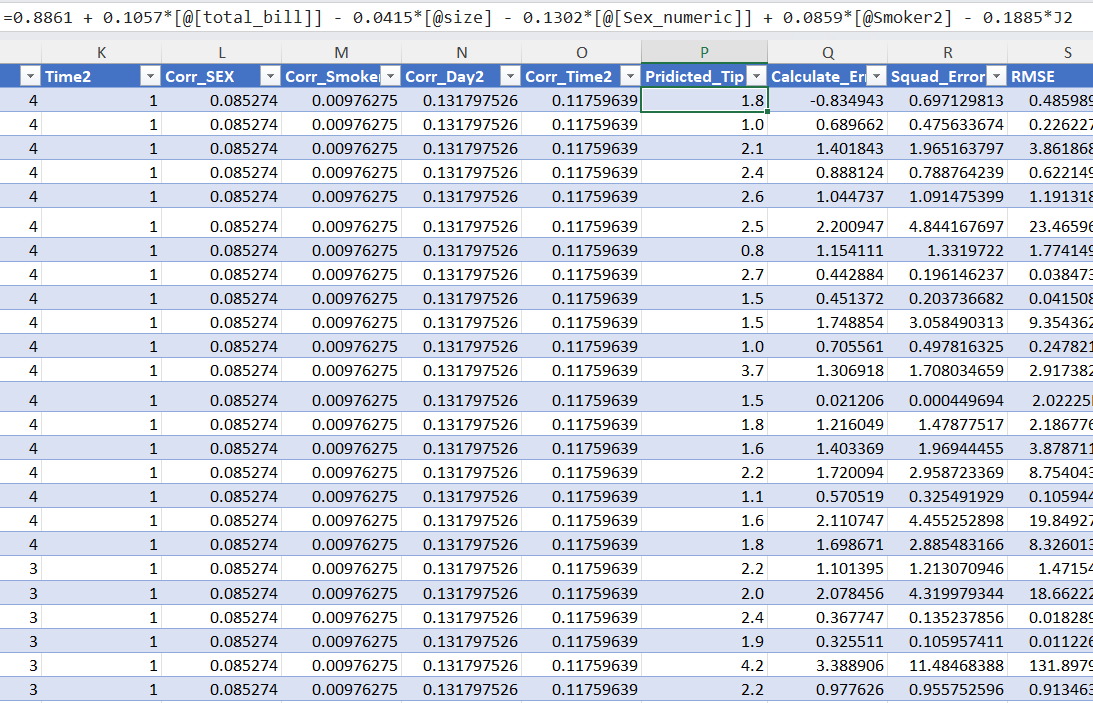 =0.8861 + 0.1057*[@[total_bill]] - 0.0415*[@size] - 0.1302*[@[Sex_numeric]] + 0.0859*[@Smoker2] - 0.1885*J2
K L M N O P Q R S
Time2 Corr_SEX Corr_Smoke Corr_Day2 Corr_Time2 Pridicted_Tip Calculate_Er Squad_Error RMSE
4 1 0.085274 0.00976275 0.131797526 0.11759639 1.8 -0.834943 0.697129813 0.485989
4 1 0.085274 0.00976275 0.131797526 0.11759639 1.0 0.689662 0.475633674 0.226227
4 1 0.085274 0.00976275 0.131797526 0.11759639 2.1 1.401843 1.965163797 3.861868
4 1 0.085274 0.00976275 0.131797526 0.11759639 2.4 0.888124 0.788764239 0.622149
4 1 0.085274 0.00976275 0.131797526 0.11759639 2.6 1.044737 1.091475399 1.191318
4 1 0.085274 0.00976275 0.131797526 0.11759639 2.5 2.200947 4.844167697 23.46596
4 1 0.085274 0.00976275 0.131797526 0.11759639 0.8 1.154111 1.3319722 1.774149
4 1 0.085274 0.00976275 0.131797526 0.11759639 2.7 0.442884 0.196146237 0.038473
4 1 0.085274 0.00976275 0.131797526 0.11759639 1.5 0.451372 0.203736682 0.041508
4 1 0.085274 0.00976275 0.131797526 0.11759639 1.5 1.748854 3.058490313 9.354362
4 1 0.085274 0.00976275 0.131797526 0.11759639 1.0 0.705561 0.497816325 0.247821
4 1 0.085274 0.00976275 0.131797526 0.11759639 3.7 1.306918 1.708034659 2.917382
4 1 0.085274 0.00976275 0.131797526 0.11759639 1.5 0.021206 0.000449694 2.02225
4 1 0.085274 0.00976275 0.131797526 0.11759639 1.8 1.216049 1.47877517 2.186776
4 1 0.085274 0.00976275 0.131797526 0.11759639 1.6 1.403369 1.96944455 3.878711
4 1 0.085274 0.00976275 0.131797526 0.11759639 2.2 1.720094 2.958723369 8.754043
4 1 0.085274 0.00976275 0.131797526 0.11759639 1.1 0.570519 0.325491929 0.105944
4 1 0.085274 0.00976275 0.131797526 0.11759639 1.6 2.110747 4.455252898 19.84927
4 1 0.085274 0.00976275 0.131797526 0.11759639 1.8 1.698671 2.885483166 8.326013
3 1 0.085274 0.00976275 0.131797526 0.11759639 2.2 1.101395 1.213070946 1.47154
3 1 0.085274 0.00976275 0.131797526 0.11759639 2.0 2.078456 4.319979344 18.66222
3 1 0.085274 0.00976275 0.131797526 0.11759639 2.4 0.367747 0.135237856 0.018289
3 1 0.085274 0.00976275 0.131797526 0.11759639 1.9 0.325511 0.105957411 0.011226
3 1 0.085274 0.00976275 0.131797526 0.11759639 4.2 3.388906 11.48468388 131.8979
3 1 0.085274 0.00976275 0.131797526 0.11759639 2.2 0.977626 0.955752596 0.913463